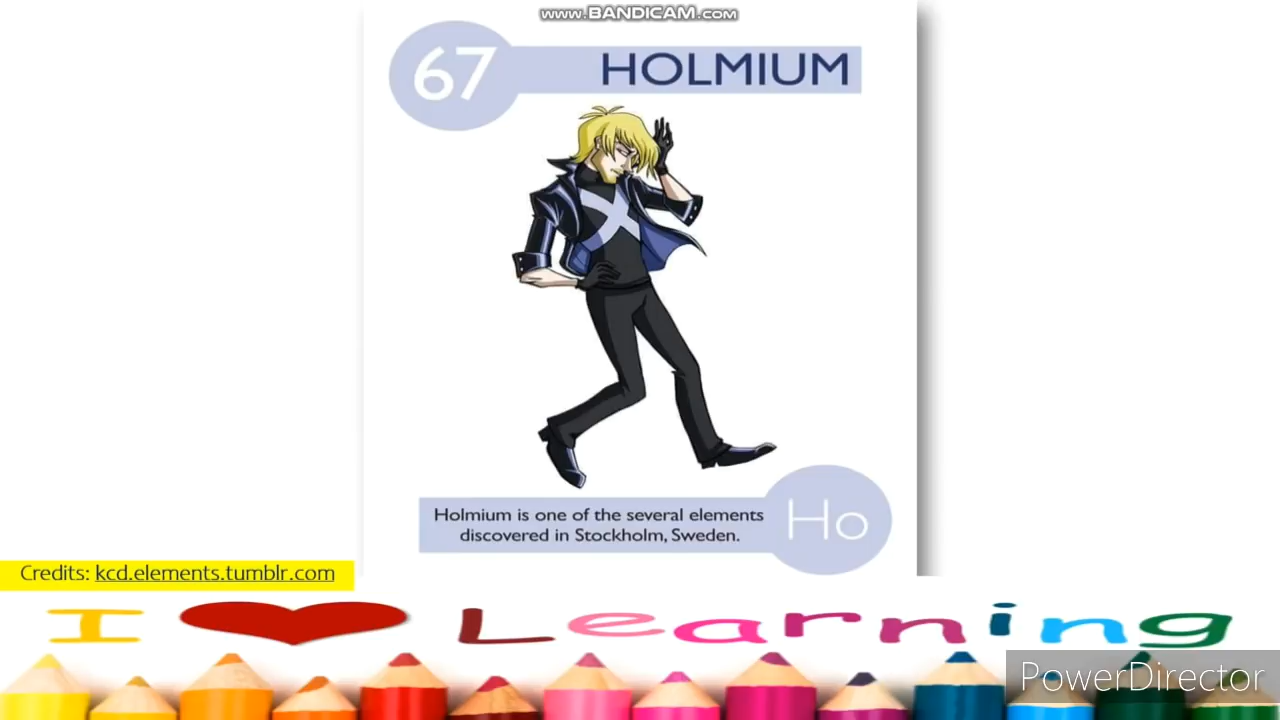 www.BANDICAM.com
67
HOLMIUM
Holmium is one of the several elements
discovered in Stockholm, Sweden.
Ho
Credits: kcd.elements.tumblr.com
I Learning
PowerDirector